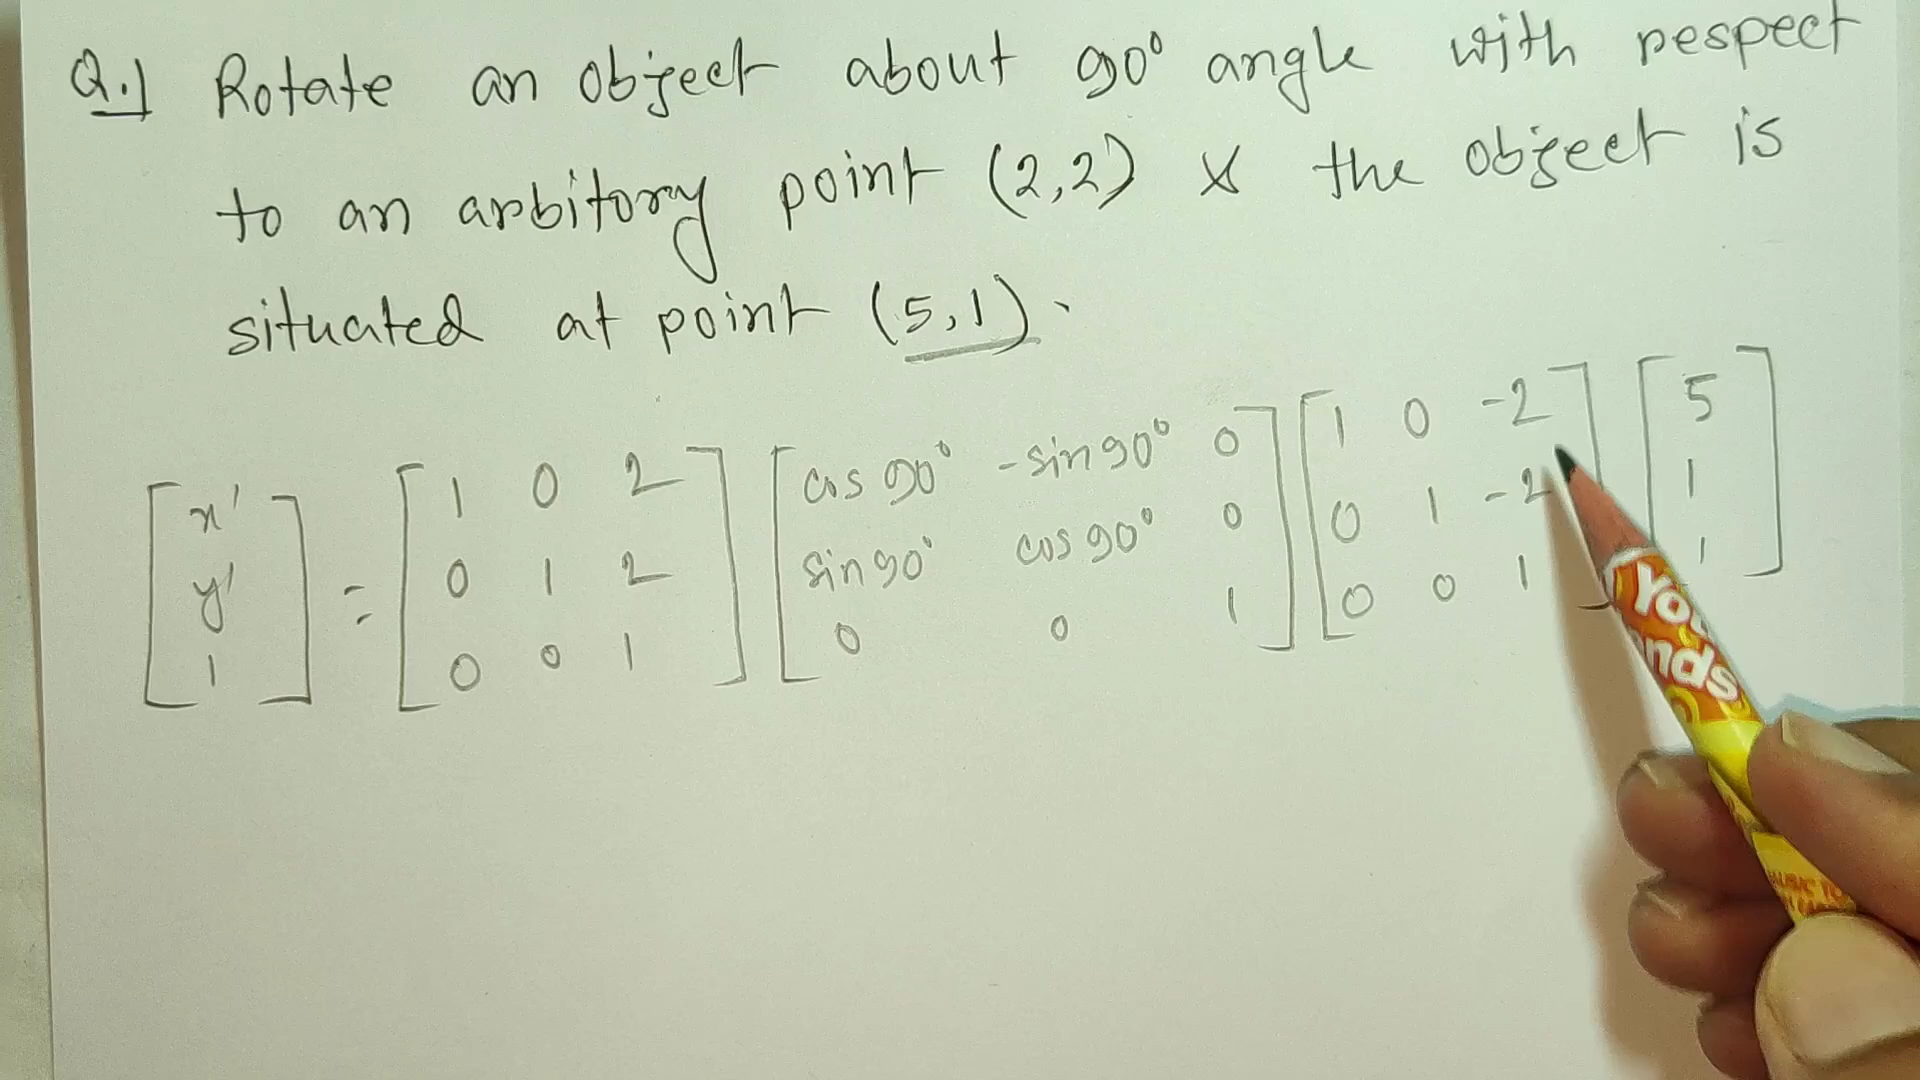 Q.1 Rotate an object about 90° angle with respect
to an arbitory point (2,2) & the object is
situated at point (5,1).
[x' y' 1] = [1 0 2; 0 1 2; 0 0 1] [cos 90° -sin 90° 0; sin 90° cos 90° 0; 0 0 1] [1 0 -2; 0 1 -2; 0 0 1] [5 1 1]